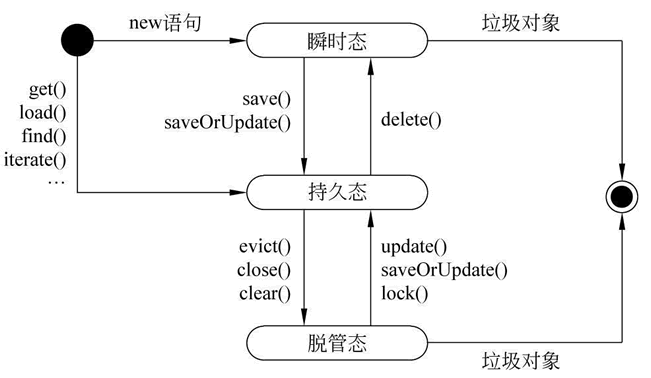 new语句
瞬时态
垃圾对象
get()
load()
find()
iterate()
…
save()
saveOrUpdate()
delete()
持久态
evict()
close()
clear()
update()
saveOrUpdate()
lock()
脱管态
垃圾对象